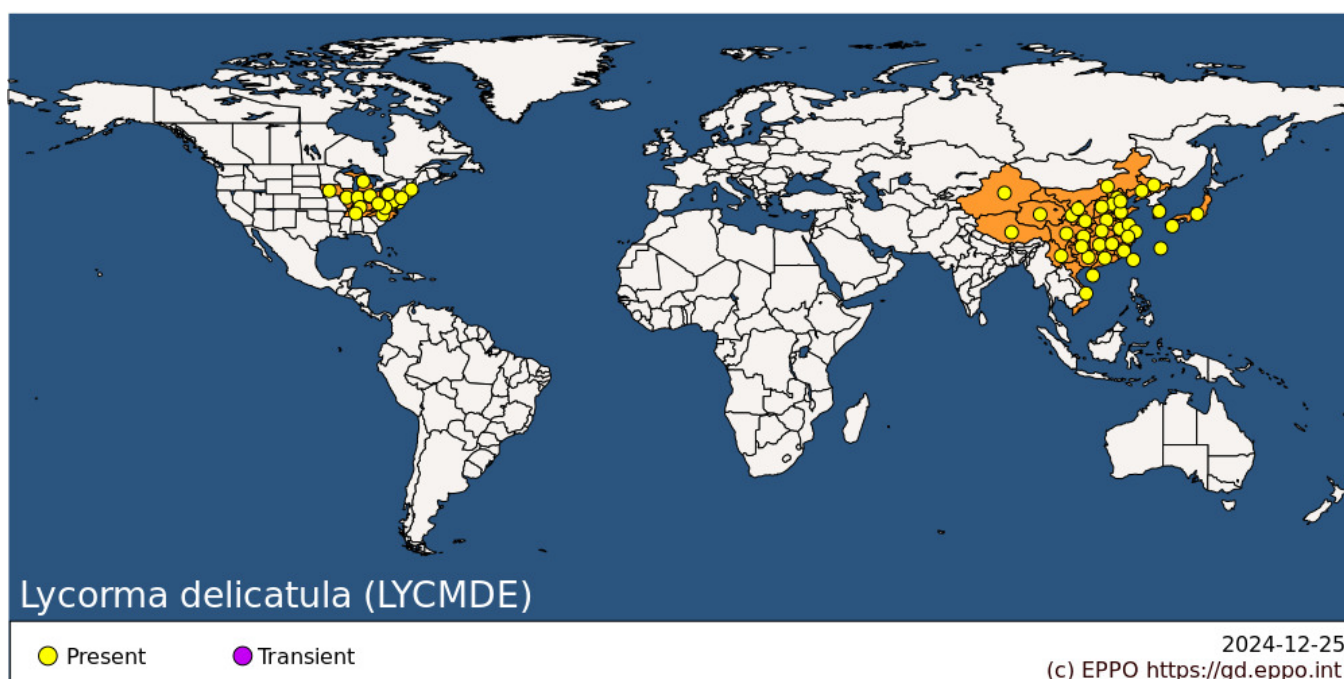 Lycorma delicatula (LYCMDE)
Present
Transient
2024-12-25
(c) EPPO https://gd.eppo.int